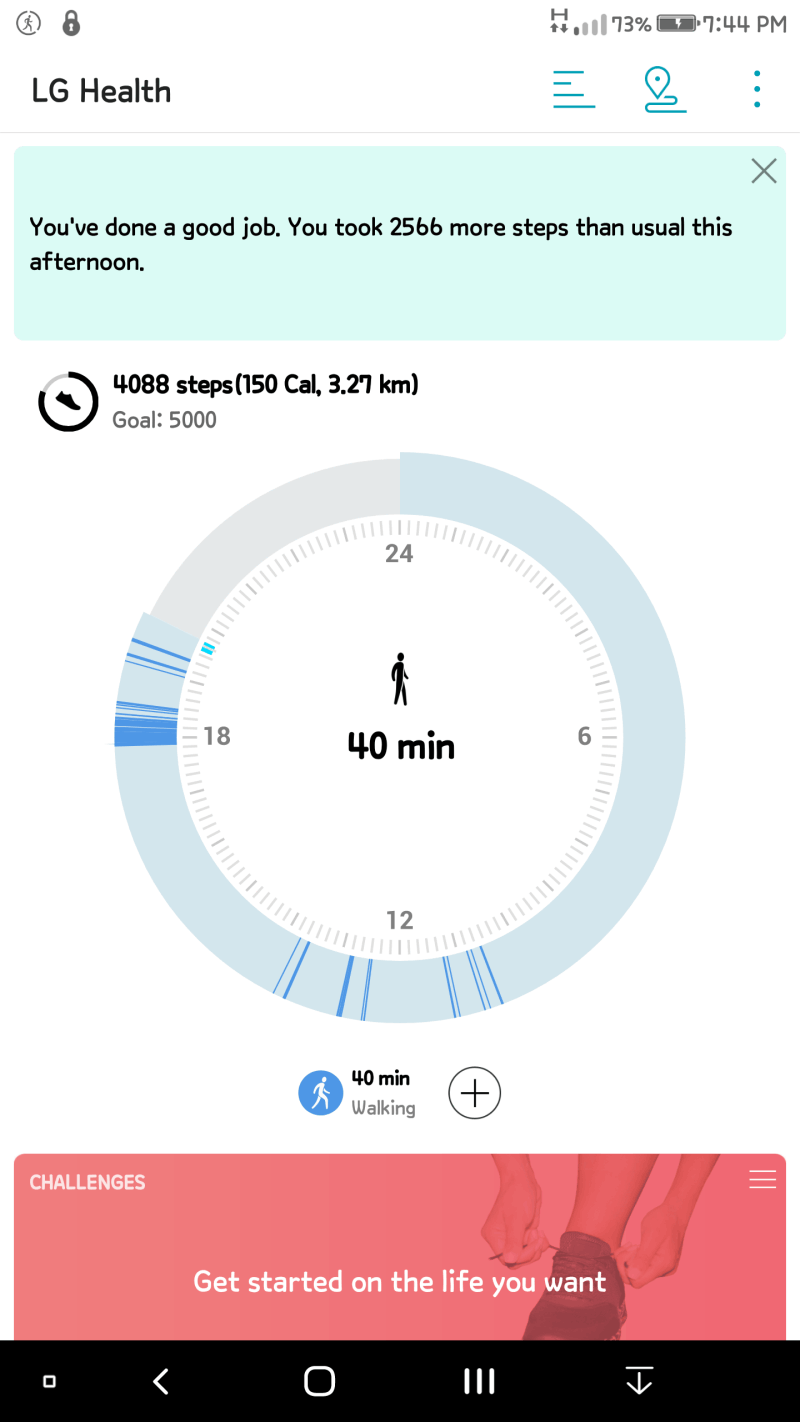 H 73% 7:44 PM
LG Health
You've done a good job. You took 2566 more steps than usual this
afternoon.
4088 steps(150 Cal, 3.27 km)
Goal: 5000
24
18
40 min
6
12
40 min
Walking
CHALLENGES
Get started on the life you want